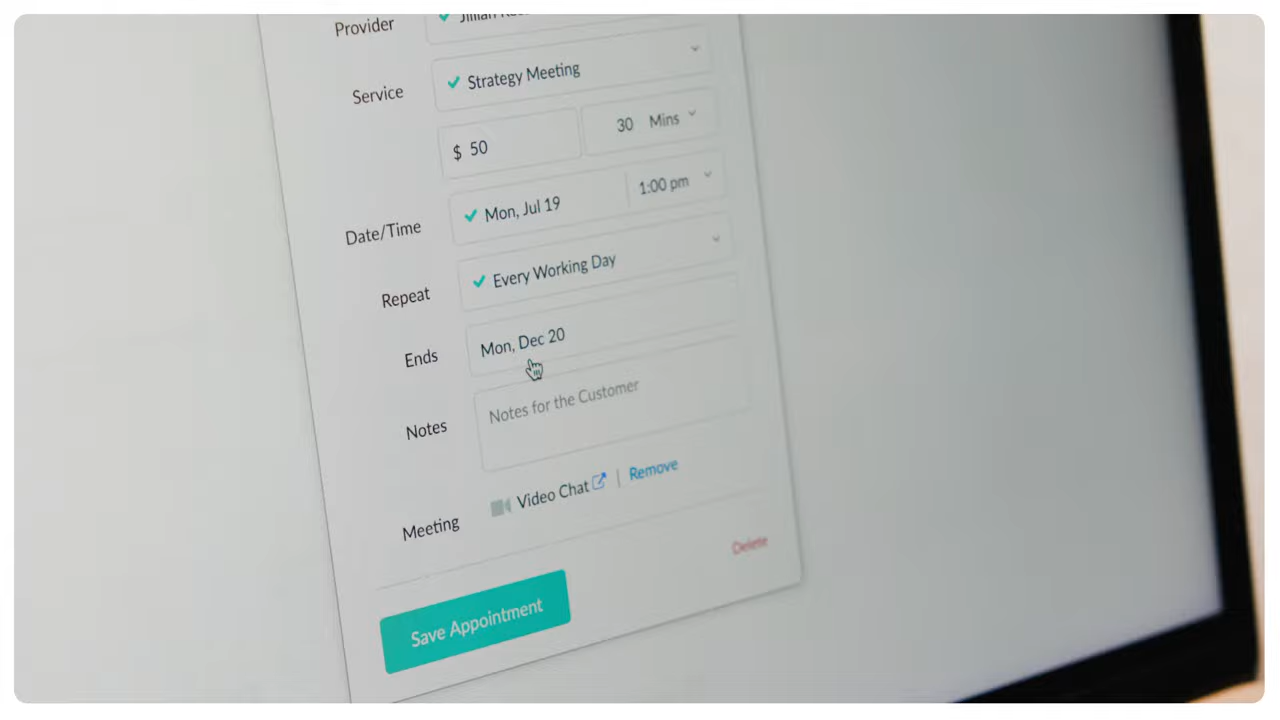 Provider
Service Strategy Meeting
$ 50 30 Mins
Date/Time Mon, Jul 19 1:00 pm
Repeat Every Working Day
Ends Mon, Dec 20
Notes Notes for the Customer
Meeting Video Chat | Remove
Delete
Save Appointment